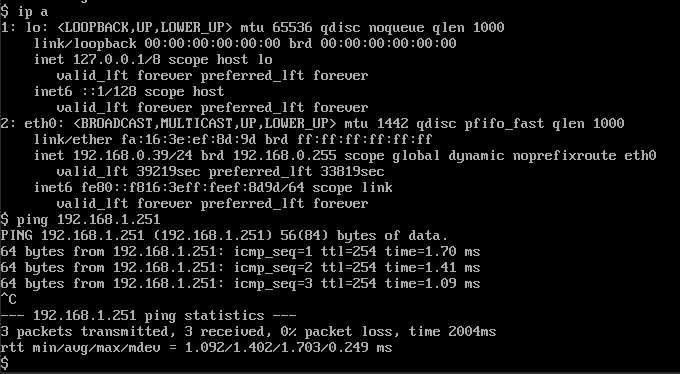 $ ip a
1: lo: <LOOPBACK,UP,LOWER_UP> mtu 65536 qdisc noqueue qlen 1000
    link/loopback 00:00:00:00:00:00 brd 00:00:00:00:00:00
    inet 127.0.0.1/8 scope host lo
       valid_lft forever preferred_lft forever
    inet6 ::1/128 scope host
       valid_lft forever preferred_lft forever
2: eth0: <BROADCAST,MULTICAST,UP,LOWER_UP> mtu 1442 qdisc pfifo_fast qlen 1000
    link/ether fa:16:3e:ef:8d:9d brd ff:ff:ff:ff:ff:ff
    inet 192.168.0.39/24 brd 192.168.0.255 scope global dynamic noprefixroute eth0
       valid_lft 39219sec preferred_lft 33819sec
    inet6 fe80::f816:3eff:feef:8d9d/64 scope link
       valid_lft forever preferred_lft forever
$ ping 192.168.1.251
PING 192.168.1.251 (192.168.1.251) 56(84) bytes of data.
64 bytes from 192.168.1.251: icmp_seq=1 ttl=254 time=1.70 ms
64 bytes from 192.168.1.251: icmp_seq=2 ttl=254 time=1.41 ms
64 bytes from 192.168.1.251: icmp_seq=3 ttl=254 time=1.09 ms
^C
--- 192.168.1.251 ping statistics ---
3 packets transmitted, 3 received, 0% packet loss, time 2004ms
rtt min/avg/max/mdev = 1.092/1.402/1.703/0.249 ms
$